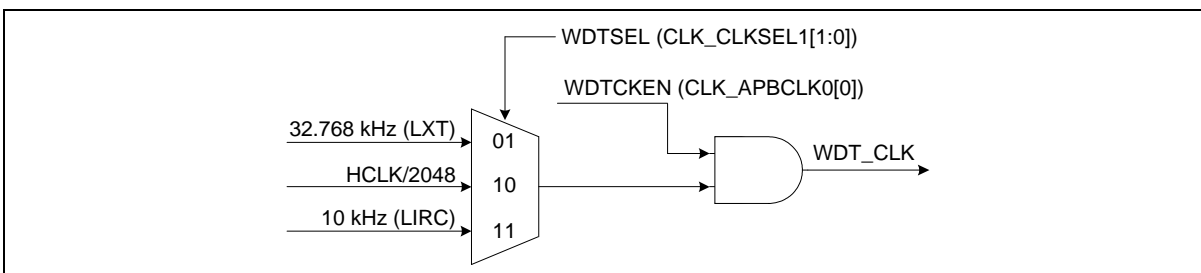 WDTSEL (CLK_CLKSEL1[1:0])
WDTCKEN (CLK_APBCLK0[0])
32.768 kHz (LXT)
01
WDT_CLK
HCLK/2048
10
10 kHz (LIRC)
11